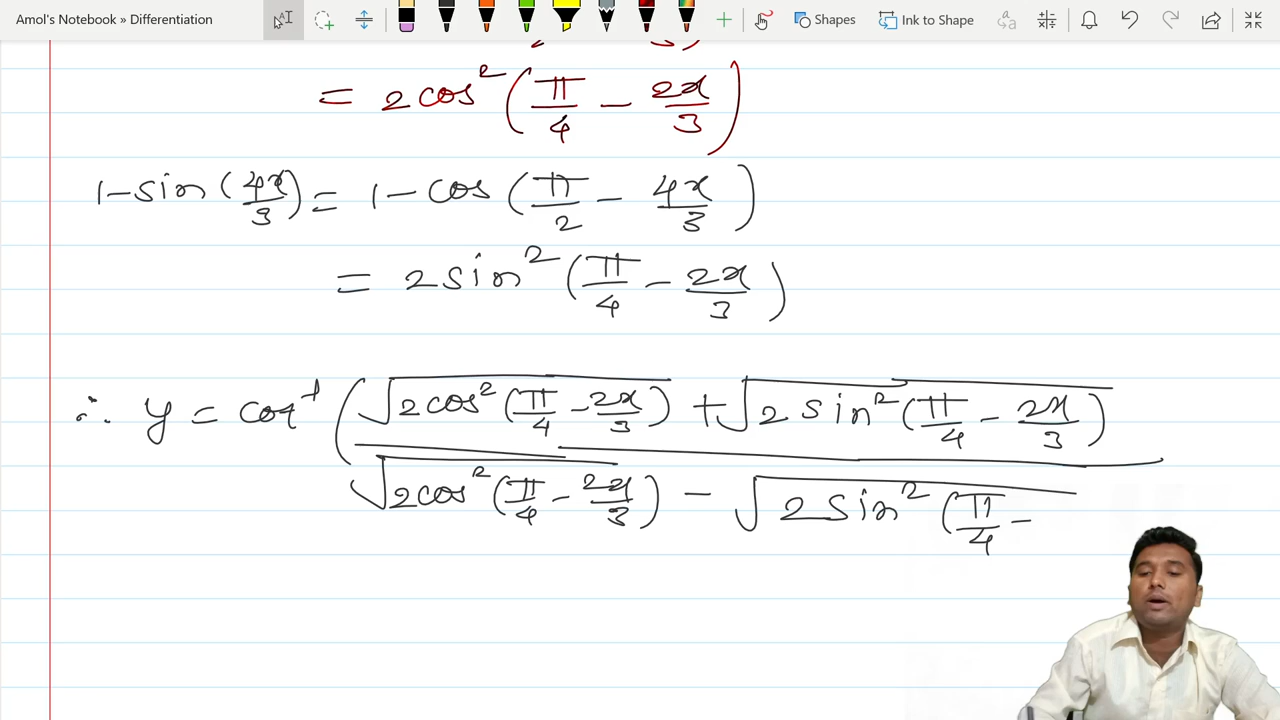 Amol's Notebook » Differentiation Shapes Ink to Shape
= 2cos²(π/4 - 2x/3)
1-sin(4x/3) = 1 - cos(π/2 - 4x/3)
= 2sin²(π/4 - 2x/3)
∴ y = cot⁻¹(√2cos²(π/4 - 2x/3) + √2sin²(π/4 - 2x/3)
√2cos²(π/4 - 2x/3) - √2sin²(π/4 -